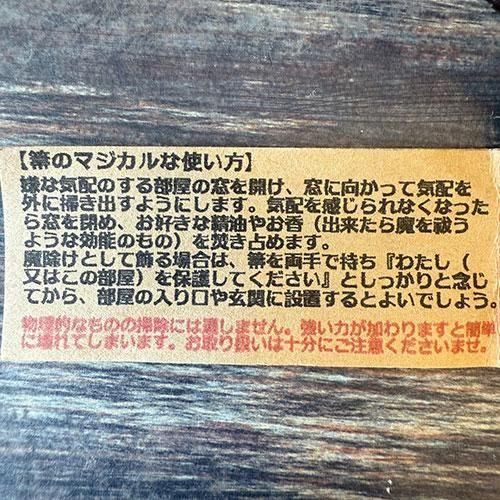 【箒のマジカルな使い方】
嫌な気配のする部屋の窓を開け、窓に向かって気配を
外に掃き出すようにします。気配を感じられなくなった
ら窓を閉め、お好きな精油やお香（出来たら魔を祓う
ような効能のもの）を焚き占めます。
魔除けとして飾る場合は、箒を両手で持ち『わたし（
又はこの部屋）を保護してください』としっかりと念じ
てから、部屋の入り口や玄関に設置するとよいでしょう。
物理的なものの掃除には適しません。強い力が加わりますと簡単
に壊れてしまいます。お取り扱いは十分にご注意くださいませ。